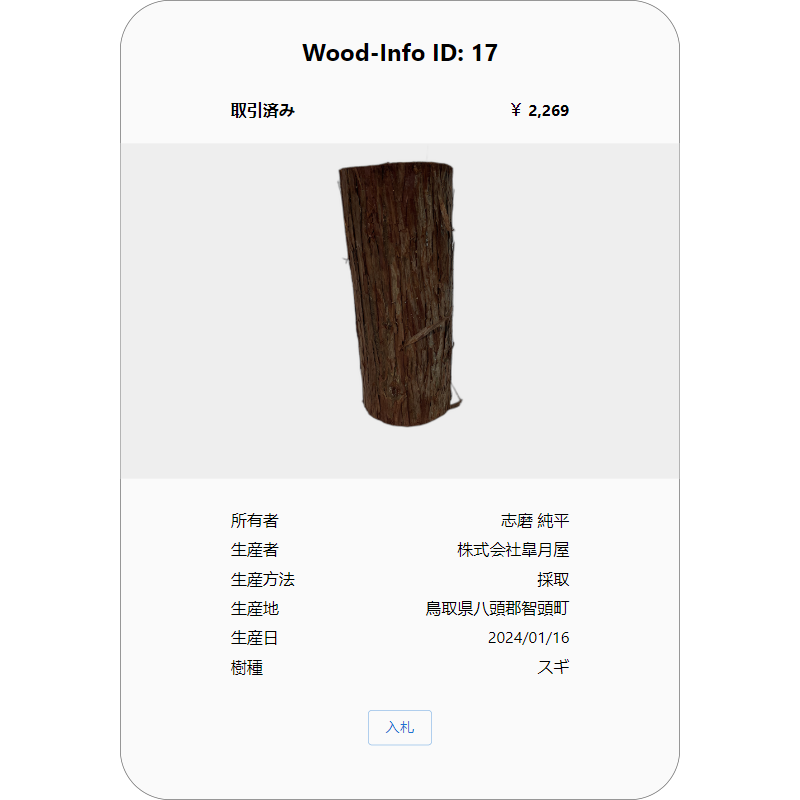 Wood-Info ID: 17
取引済み ￥ 2,269
所有者 志磨 純平
生産者 株式会社皐月屋
生産方法 採取
生産地 鳥取県八頭郡智頭町
生産日 2024/01/16
樹種 スギ
入札